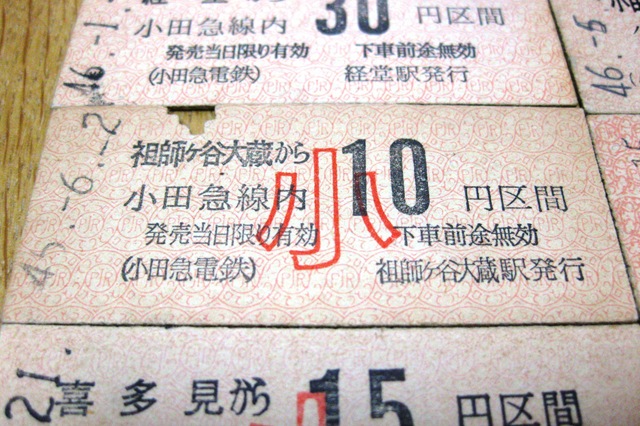 小田急線内 30 円区間
発売当日限り有効 下車前途無効
(小田急電鉄) 経堂駅発行
46.-1.
46.-5
祖師ヶ谷大蔵から
小田急線内 10 円区間
小
発売当日限り有効 下車前途無効
(小田急電鉄) 祖師ヶ谷大蔵駅発行
45.-6.-2
21.
喜多見から 15 円区間